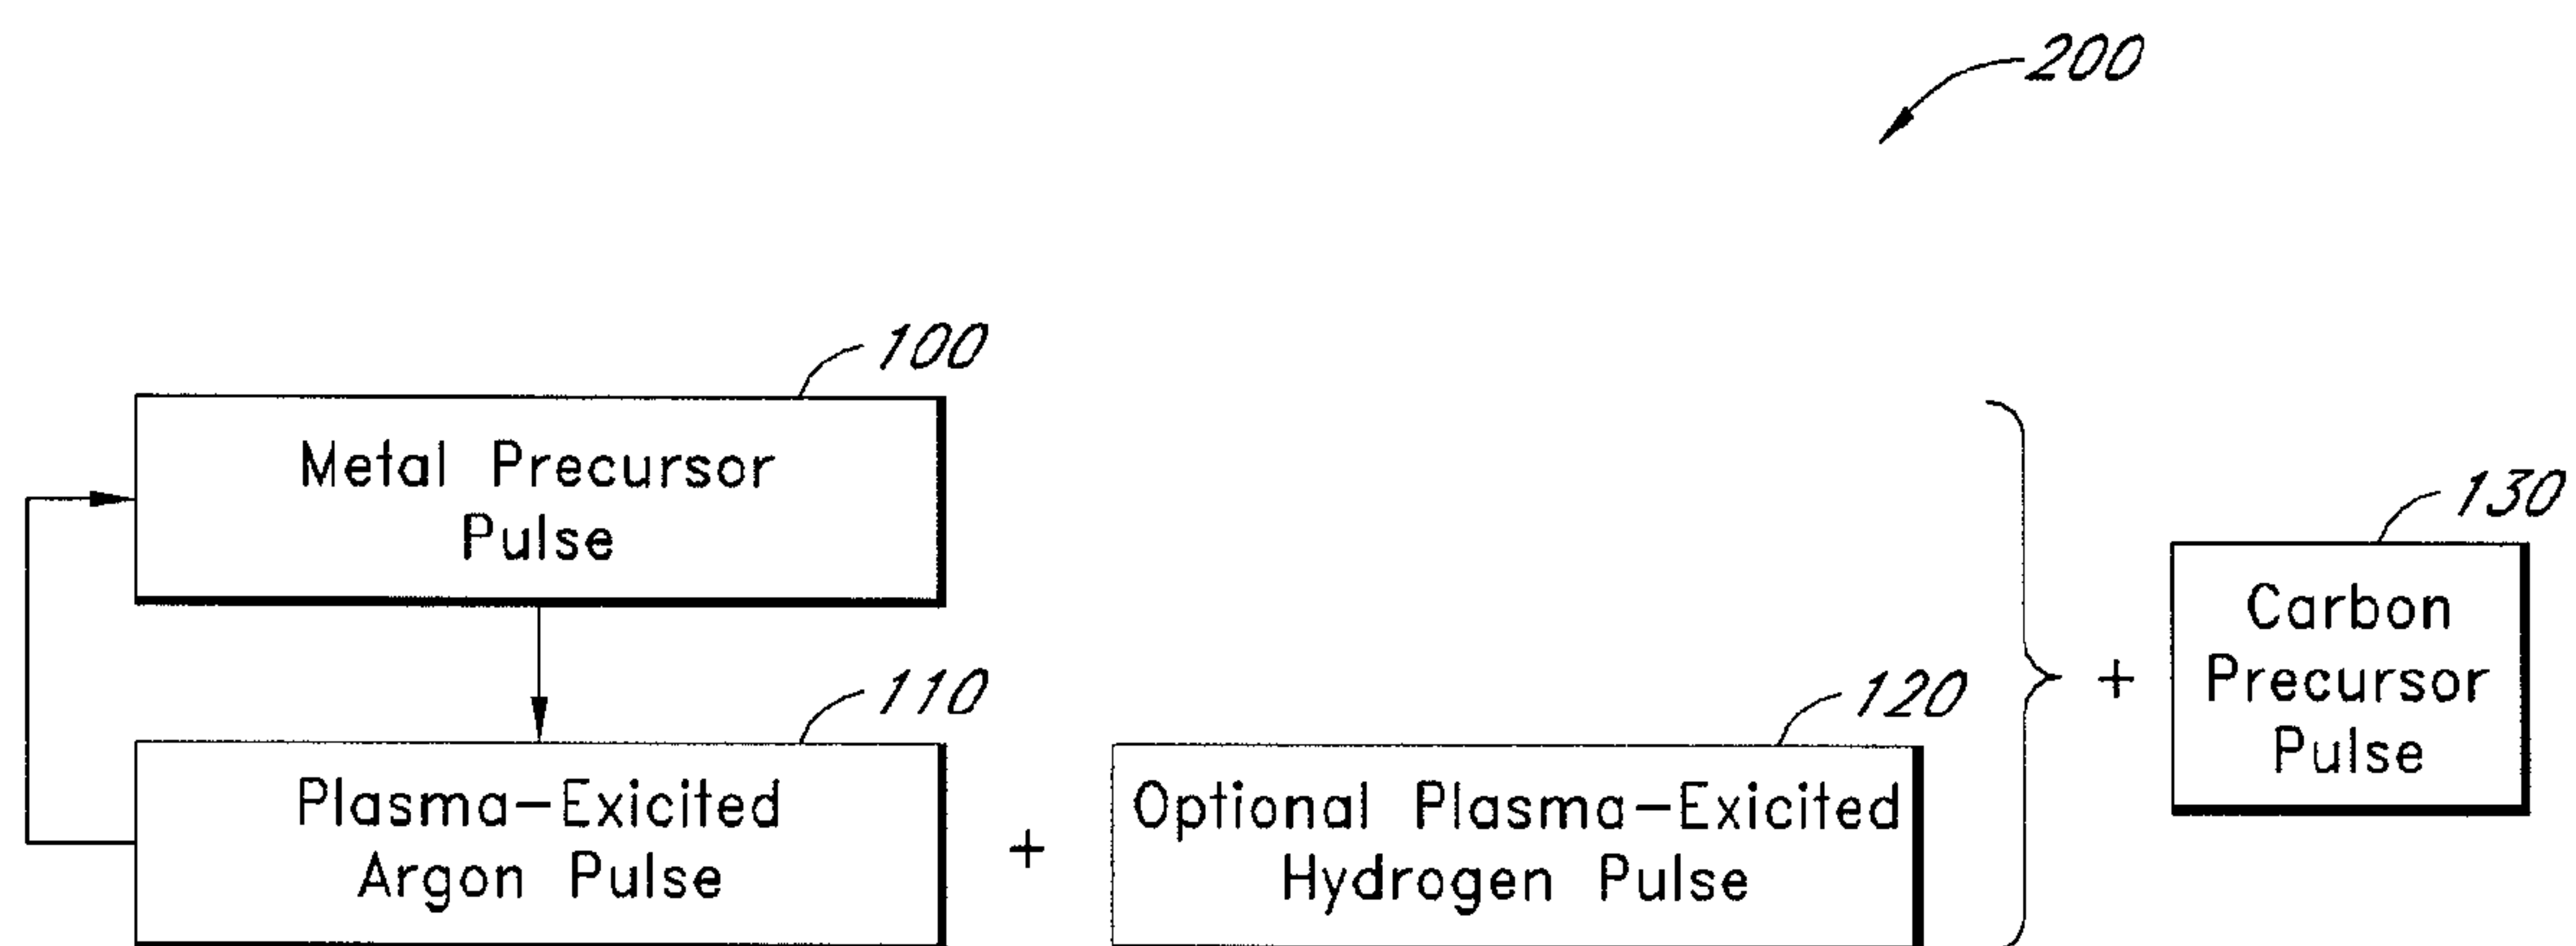 200
100
Metal Precursor
Pulse
130
Carbon
Precursor
Pulse
110
Plasma-Exicited
Argon Pulse
+
120
Optional Plasma-Exicited
Hydrogen Pulse
+